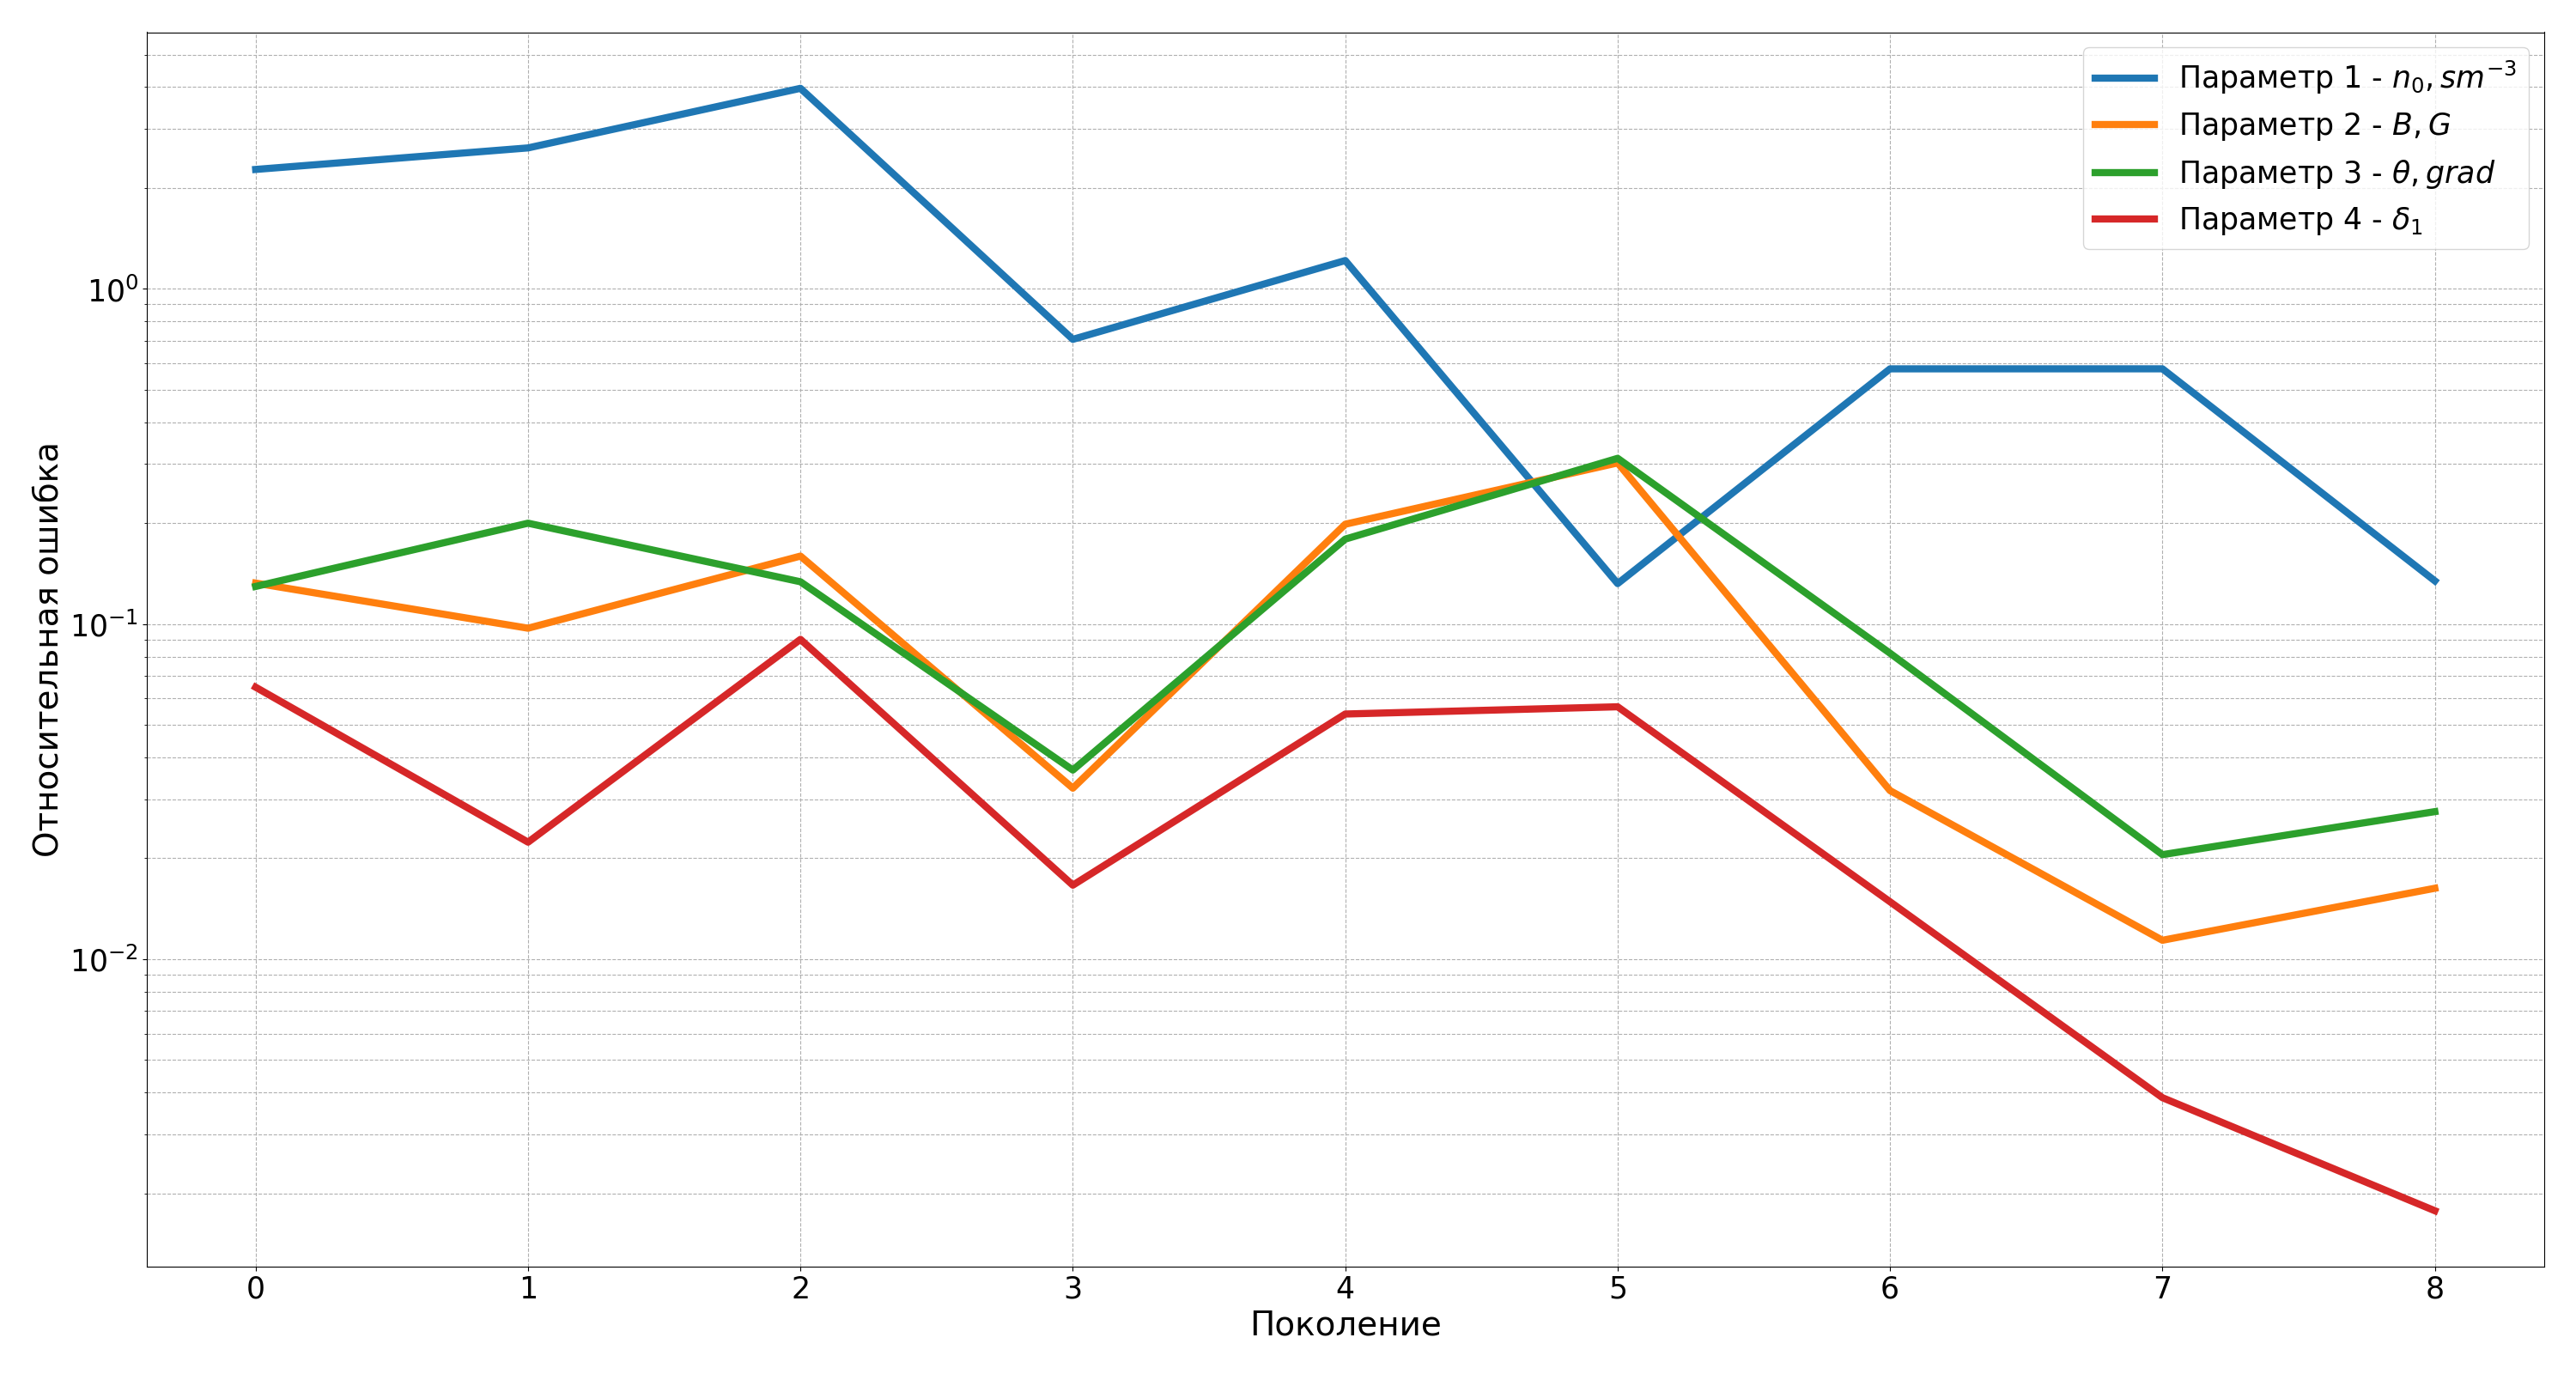 Параметр 1 - n₀, sm⁻³
Параметр 2 - B, G
Параметр 3 - θ, grad
Параметр 4 - δ₁
Относительная ошибка
10⁰
10⁻¹
10⁻²
0 1 2 3 4 5 6 7 8
Поколение